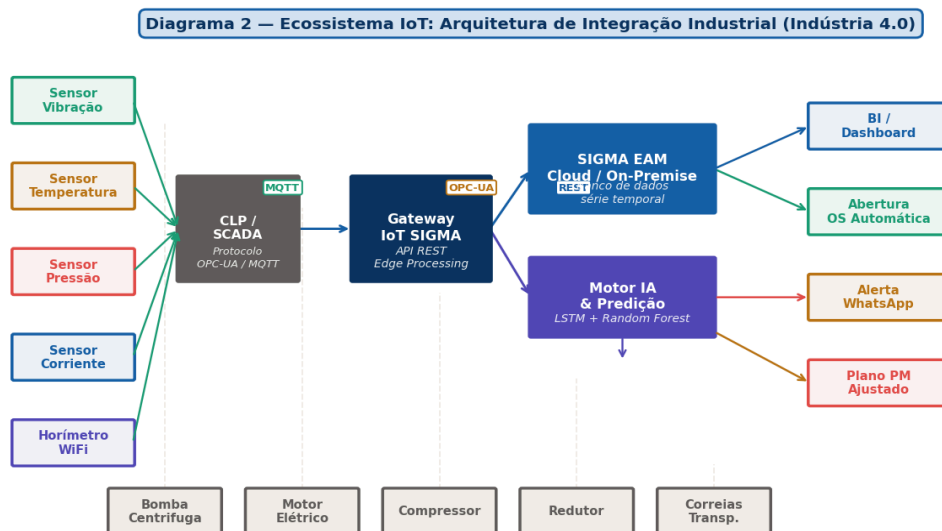 Diagrama 2 — Ecossistema IoT: Arquitetura de Integração Industrial (Indústria 4.0)
Sensor
Vibração
Sensor
Temperatura
Sensor
Pressão
Sensor
Corriente
Horímetro
WiFi
CLP /
SCADA
Protocolo
OPC-UA / MQTT
MQTT
Gateway
IoT SIGMA
API REST
Edge Processing
OPC-UA
SIGMA EAM
Cloud / On-Premise
REST
de dados
série temporal
Motor IA
& Predição
LSTM + Random Forest
BI /
Dashboard
Abertura
OS Automática
Alerta
WhatsApp
Plano PM
Ajustado
Bomba
Centrifuga
Motor
Elétrico
Compressor
Redutor
Correias
Transp.